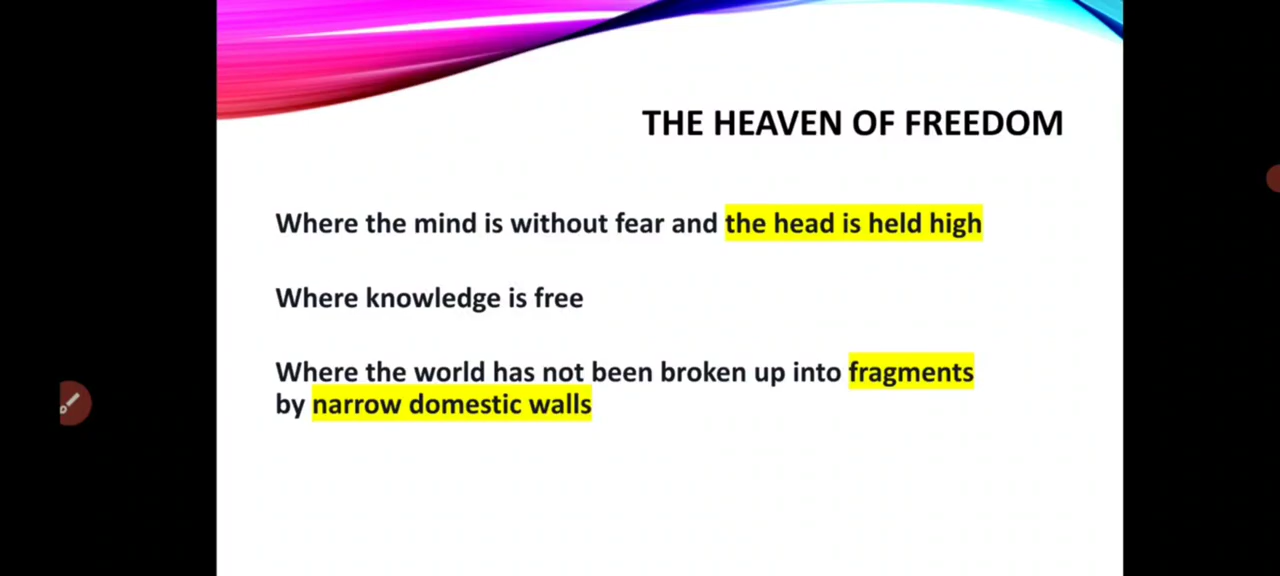 THE HEAVEN OF FREEDOM
Where the mind is without fear and the head is held high
Where knowledge is free
Where the world has not been broken up into fragments
by narrow domestic walls